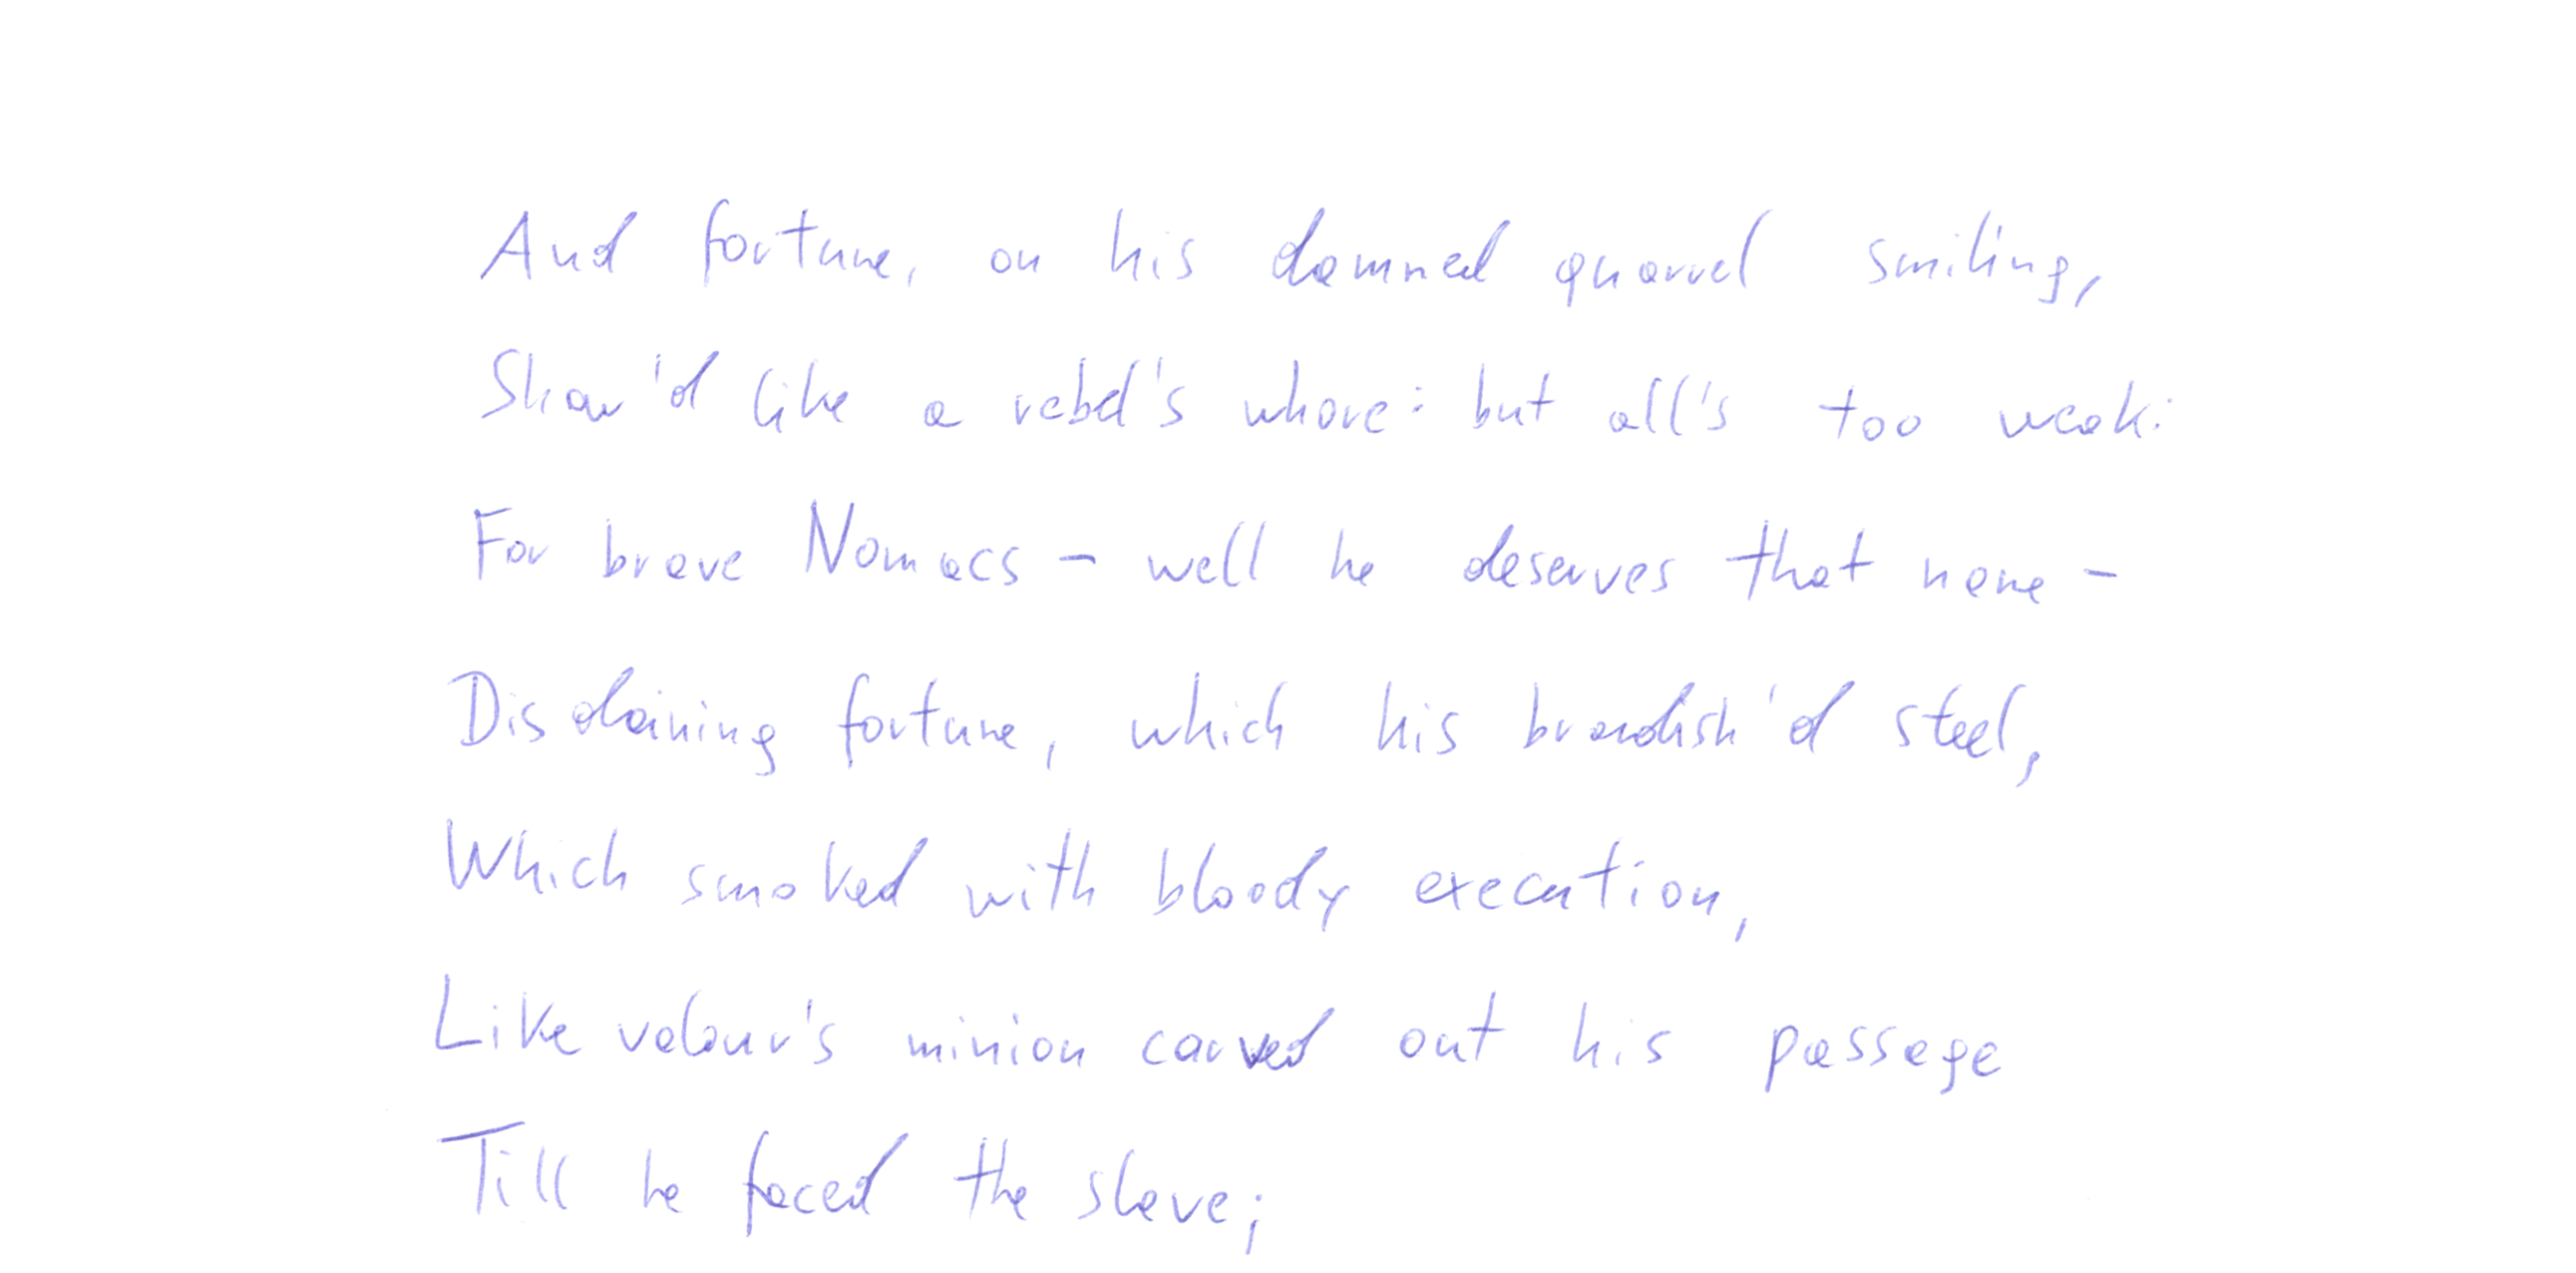 And fortune, on his damned quarrel smiling,
Show'd like a rebel's whore: but all's too weak:
For brave Nomacs - well he deserves that name -
Disdaining fortune, which his brandish'd steel,
Which smoked with bloody execution,
Like valour's minion carved out his passage
Till he faced the slave;